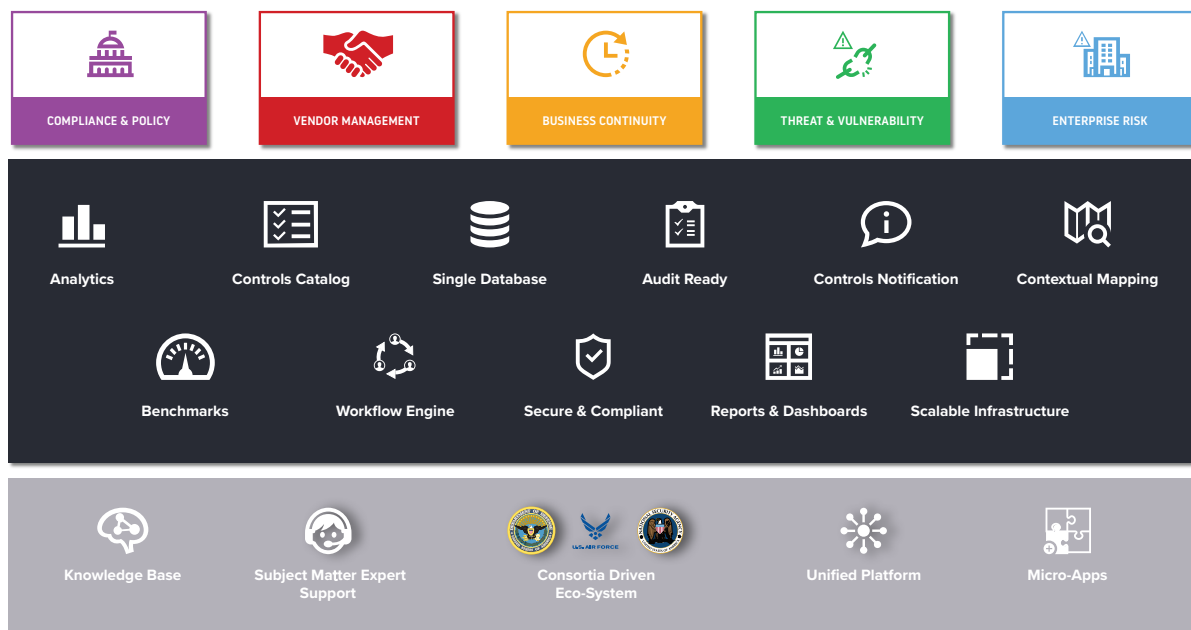 COMPLIANCE & POLICY
VENDOR MANAGEMENT
BUSINESS CONTINUITY
THREAT & VULNERABILITY
ENTERPRISE RISK
Analytics
Controls Catalog
Single Database
Audit Ready
Controls Notification
Contextual Mapping
Benchmarks
Workflow Engine
Secure & Compliant
Reports & Dashboards
Scalable Infrastructure
U.S. AIR FORCE
Knowledge Base
Subject Matter Expert
Support
Consortia Driven
Eco-System
Unified Platform
Micro-Apps